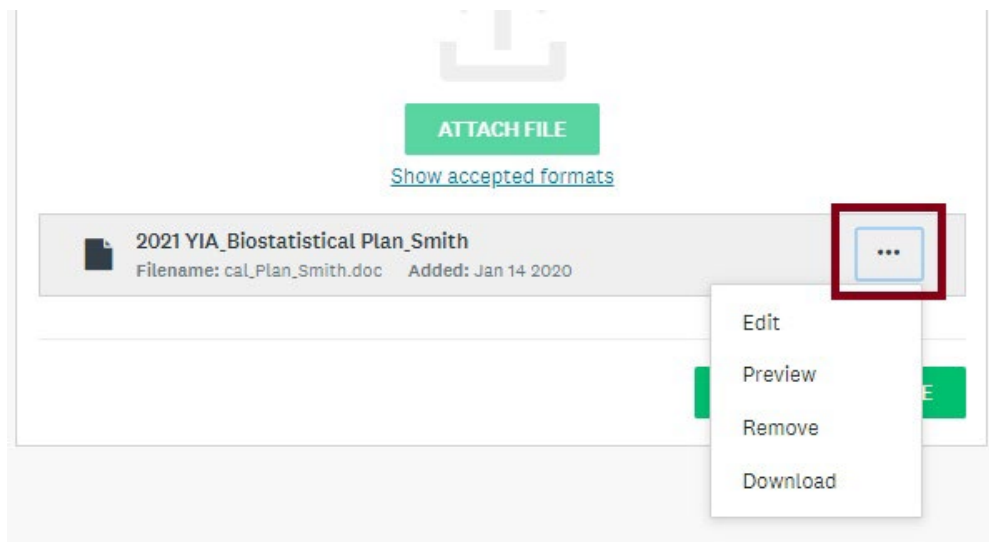 ATTACH FILE
Show accepted formats
2021 YIA_Biostatistical Plan_Smith
Filename: cal_Plan_Smith.doc Added: Jan 14 2020
•••
Edit
Preview
E
Remove
Download